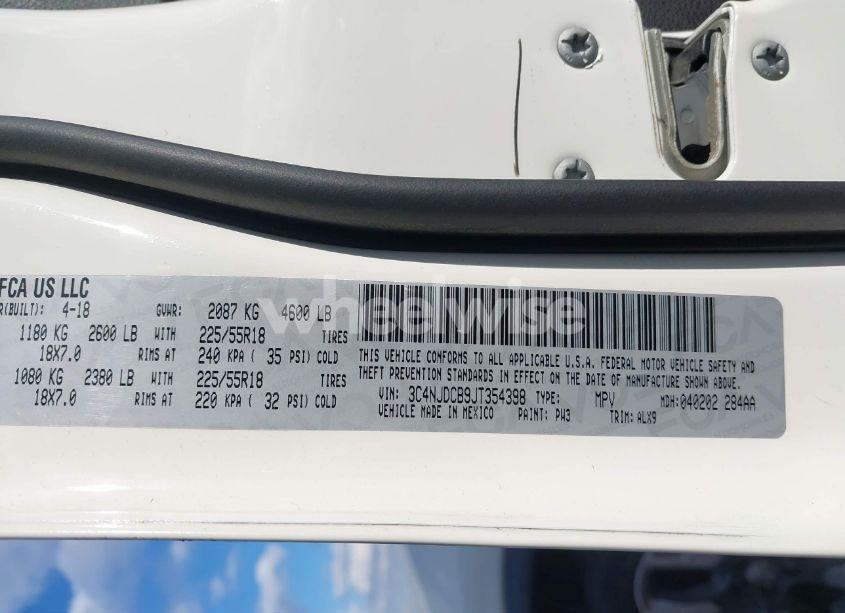 FCA US LLC
R(BUILT): 4-18 GVWR: 2087 KG 4600 LB
1180 KG 2600 LB WITH 225/55R18 TIRES
18X7.0 RIMS AT 240 KPA ( 35 PSI) COLD
1080 KG 2380 LB WITH 225/55R18 TIRES
18X7.0 RIMS AT 220 KPA ( 32 PSI) COLD
THIS VEHICLE CONFORMS TO ALL APPLICABLE U.S.A. FEDERAL MOTOR VEHICLE SAFETY AND
THEFT PREVENTION STANDARDS IN EFFECT ON THE DATE OF MANUFACTURE SHOWN ABOVE.
VIN: 3C4NJDCB9JT354398 TYPE: MPV MDH: 040202 284AA
VEHICLE MADE IN MEXICO PAINT: PW3 TRIM: ALX9
wheelwise